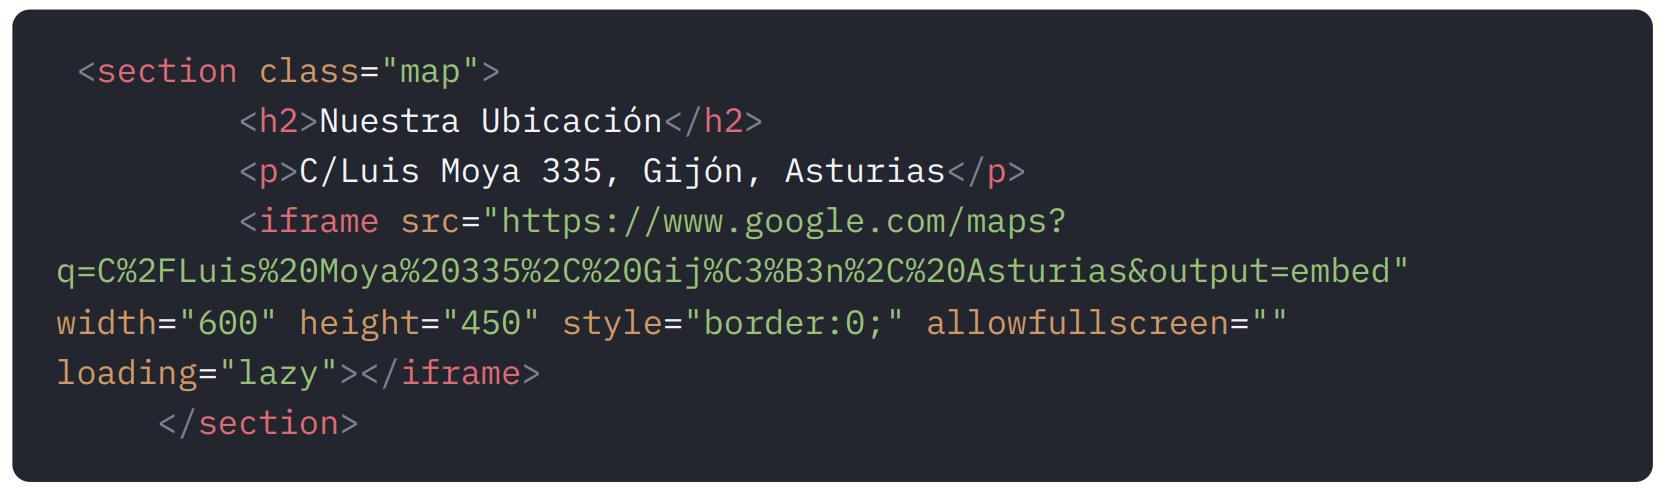 <section class="map">
<h2>Nuestra Ubicación</h2>
<p>C/Luis Moya 335, Gijón, Asturias</p>
<iframe src="https://www.google.com/maps?
q=C%2FLuis%20Moya%20335%2C%20Gij%C3%B3n%2C%20Asturias&output=embed"
width="600" height="450" style="border:0;" allowfullscreen=""
loading="lazy"></iframe>
</section>